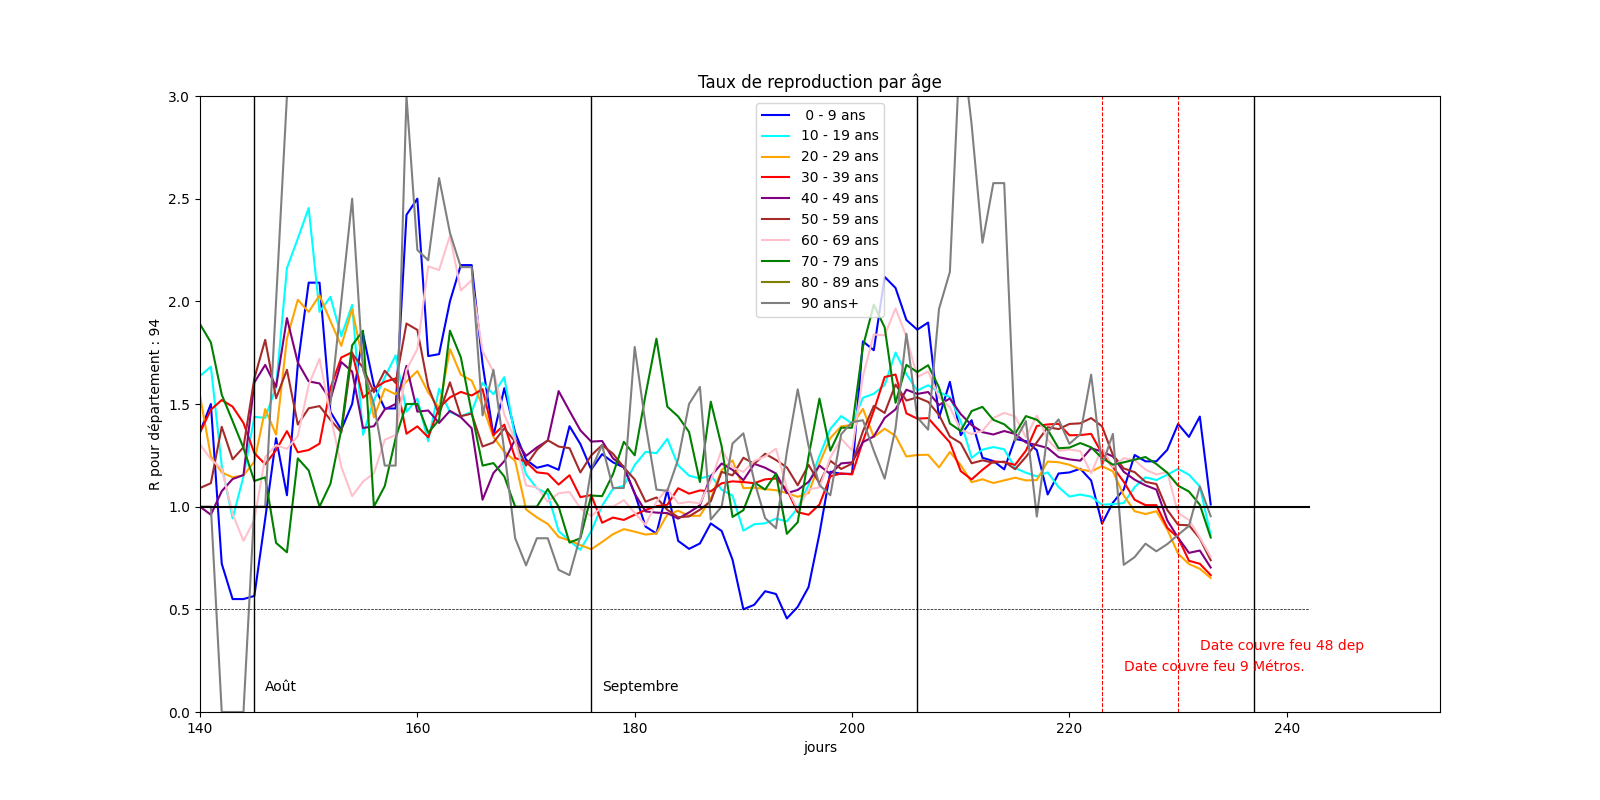 Taux de reproduction par âge
R pour département : 94
3.0
2.5
2.0
1.5
1.0
0.5
0.0
0 - 9 ans
10 - 19 ans
20 - 29 ans
30 - 39 ans
40 - 49 ans
50 - 59 ans
60 - 69 ans
70 - 79 ans
80 - 89 ans
90 ans+
Date couvre feu 48 dep
Date couvre feu 9 Métros.
Août
Septembre
140 160 180 200 220 240
jours